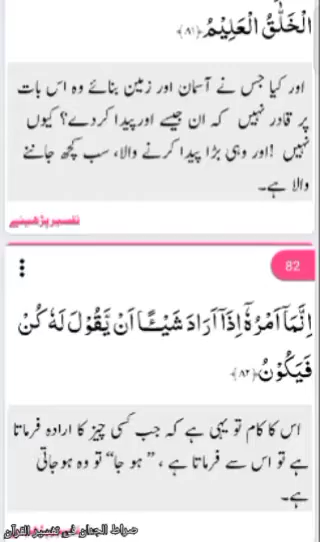 الْخَلّٰقُ الْعَلِیْمُ﴿۸۱﴾
اور کیا جس نے آسمان اور زمین بنائے وہ اس بات
پر قادر نہیں کہ ان جیسے اور پیدا کردے؟ کیوں
نہیں !اور وہی بڑا پیدا کرنے والا، سب کچھ جاننے
والا ہے۔
تفسیر پڑھئیے
82
اِنَّمَاۤ اَمْرُهٗۤ اِذَاۤ اَرَادَ شَیْــٴًـا اَنْ یَّقُوْلَ لَهٗ كُنْ
فَیَكُوْنُ﴿۸۲﴾
اس کا کام تو یہی ہے کہ جب کسی چیز کا ارادہ فرماتا
ہے تو اس سے فرماتا ہے ، ”ہو جا“ تو وہ ہوجاتی
ہے۔
صراط الجنان فی تفسیر القرآن